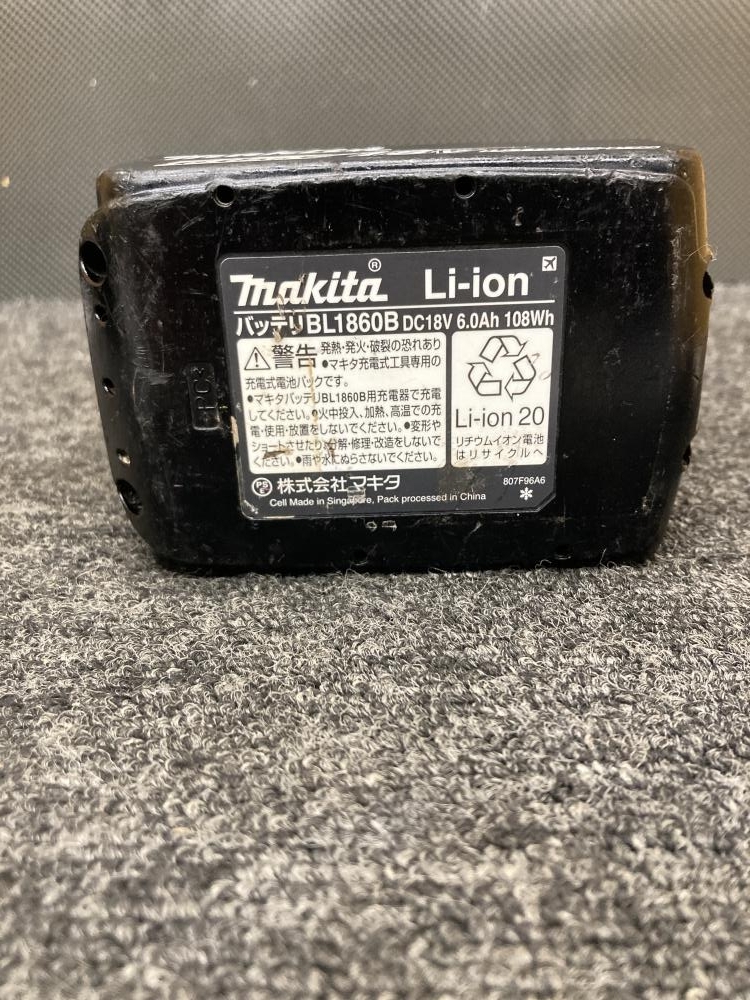 makita® Li-ion
バッテリBL1860B DC18V 6.0Ah 108Wh
警告 発熱・発火・破裂の恐れあり
●マキタ充電式工具専用の
充電式電池パックです。
●マキタバッテリBL1860B用充電器で充電
してください。●火中投入、加熱、高温での充
電・使用・放置をしないでください。●変形や
ショートさせたり、分解・修理・改造をしないで
ください。●雨や水にぬらさないでください。
Li-ion 20
リチウムイオン電池
はリサイクルへ
PS E 株式会社マキタ
807F96A6
Cell Made in Singapore, Pack processed in China
*